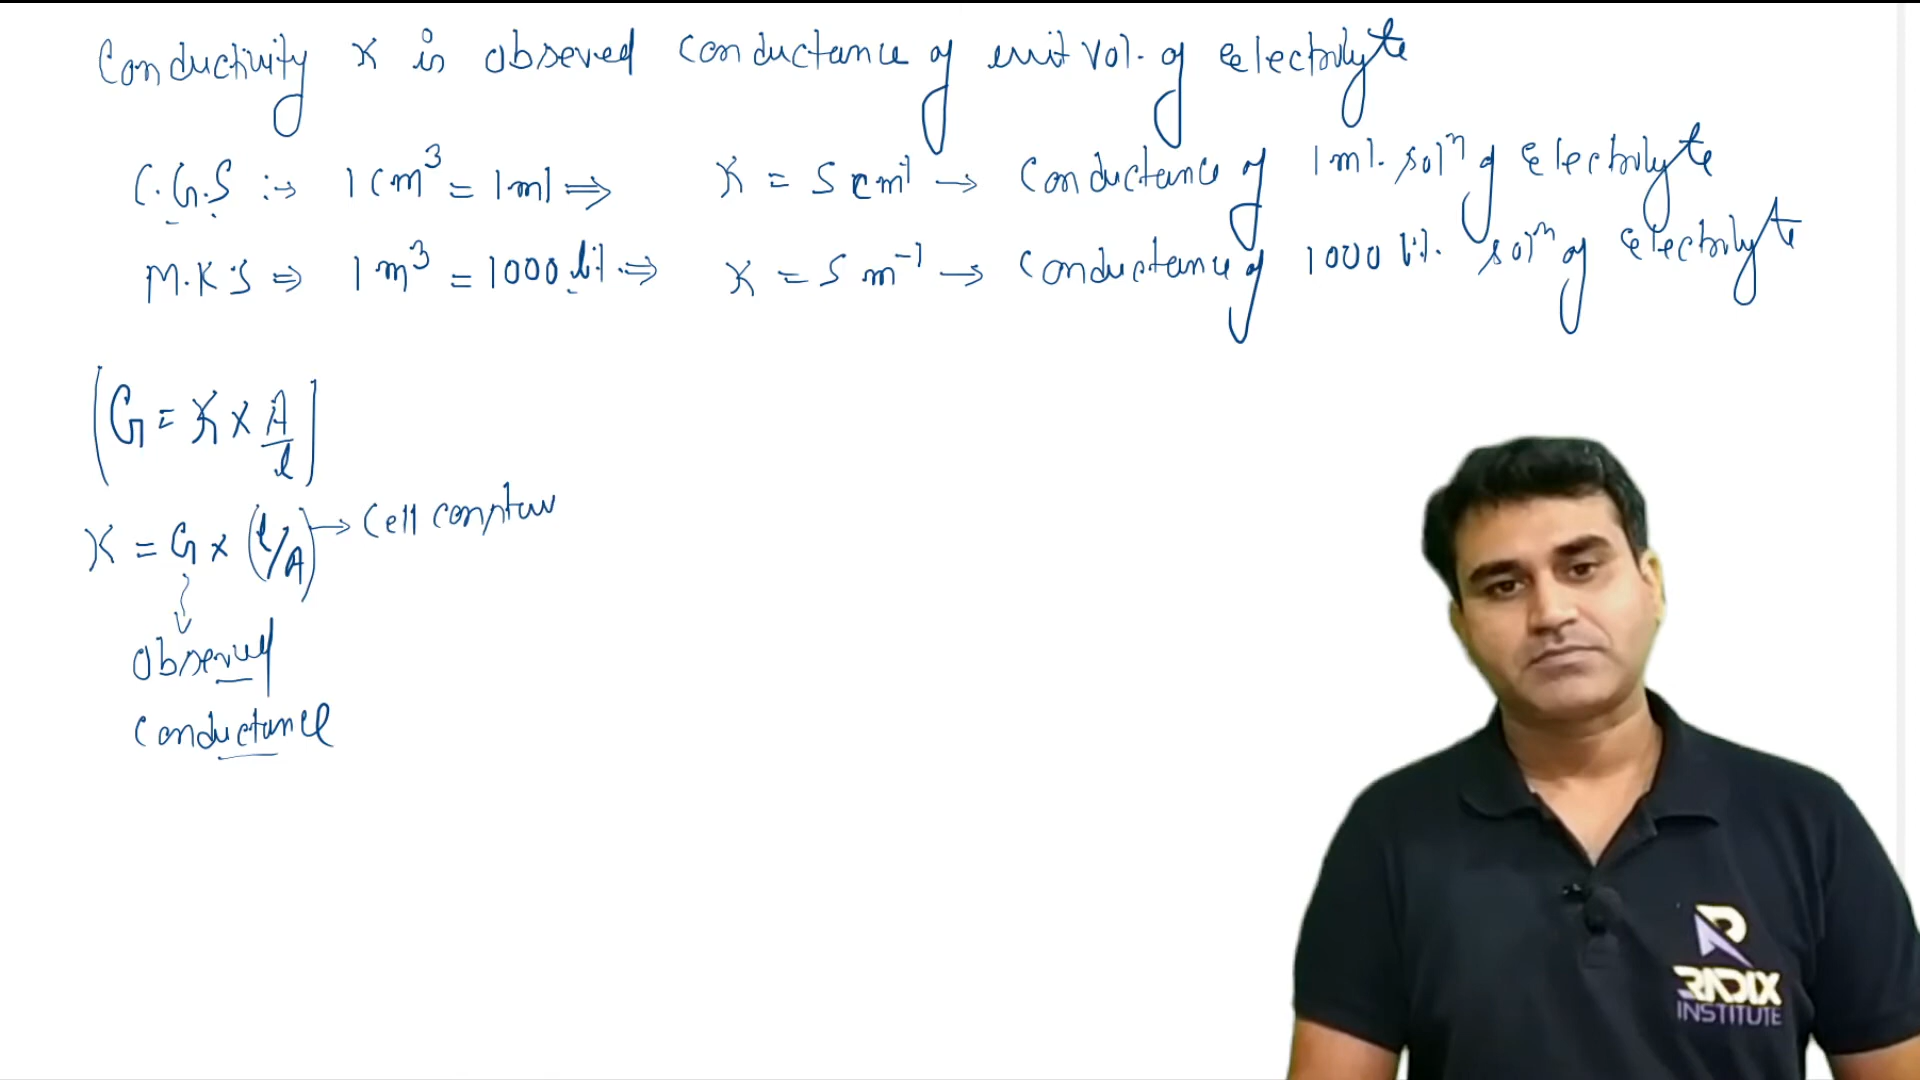 Conductivity K is observed conductance of unit vol. of electrolyte
C.G.S :→ 1 cm³ = 1 ml ⇒ K = S cm⁻¹ → Conductance of 1 ml. solⁿ of Electrolyte
M.K.S ⇒ 1 m³ = 1000 lit. ⇒ K = S m⁻¹ → Conductance of 1000 lit. solⁿ of electrolyte
[G = K × A/l]
K = G × (l/A) → Cell constan
Observed
Conductance
RADIX
INSTITUTE